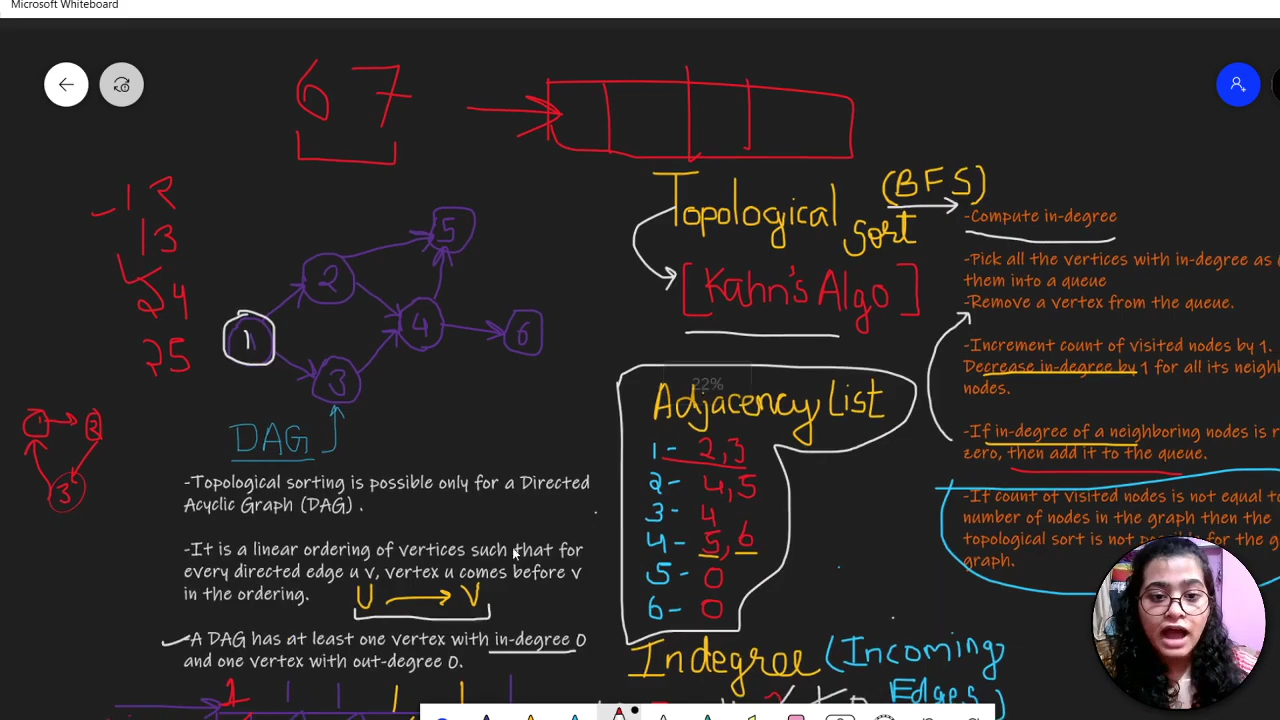 Microsoft Whiteboard
6 7
Topological
Sort
(BFS)
[Kahn's Algo]
-Compute in-degree
-Pick all the vertices with in-degree as
them into a queue
-Remove a vertex from the queue.
-Increment count of visited nodes by 1.
Decrease in-degree by 1 for all its neigh
nodes.
-If in-degree of a neighboring nodes is r
zero, then add it to the queue.
-If count of visited nodes is not equal to
number of nodes in the graph then the
topological sort is not for the g
graph.
1 2
13
24
25
1
2
3
4
5
6
1
2
3
DAG
-Topological sorting is possible only for a Directed
Acyclic Graph (DAG) .
-It is a linear ordering of vertices such that for
every directed edge u v, vertex u comes before v
in the ordering.
U → V
-A DAG has at least one vertex with in-degree 0
and one vertex with out-degree 0.
22%
Adjacency List
1- 2,3
2- 4,5
3- 4
4- 5,6
5- 0
6- 0
Indegree (Incoming
Edges)
1